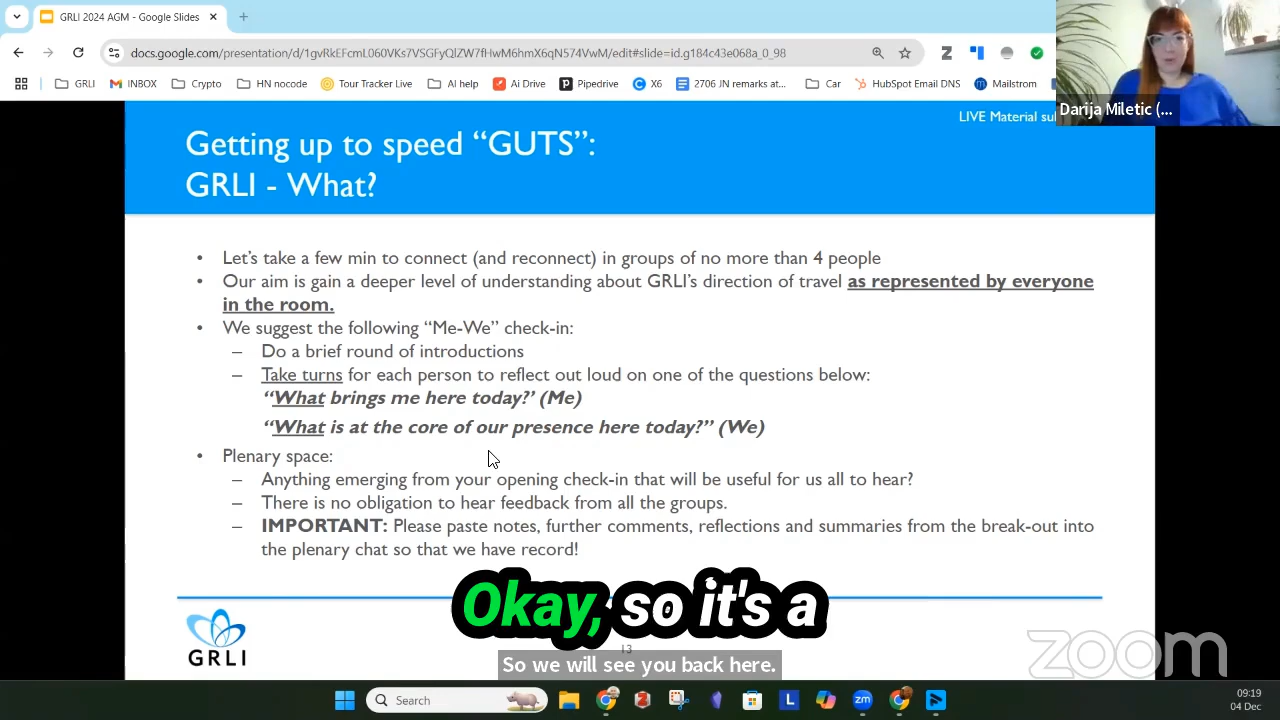 GRLI 2024 AGM - Google Slides
docs.google.com/presentation/d/1gvRkEFcmL060VKs7VSGFyQlZW7fHwM6hmX6qN574VwM/edit#slide=id.g184c43e068a_0_98
GRLI
INBOX
Crypto
HN nocode
Toun Tracker Live
AI help
Ai Drive
Pipedrive
X6
2706 JN remarks at...
Car
HubSpot Email DNS
Mailstrom
Darija Miletic (...
LIVE Material
Getting up to speed “GUTS”:
GRLI - What?
• Let’s take a few min to connect (and reconnect) in groups of no more than 4 people
• Our aim is gain a deeper level of understanding about GRLI’s direction of travel as represented by everyone
in the room.
• We suggest the following “Me-We” check-in:
– Do a brief round of introductions
– Take turns for each person to reflect out loud on one of the questions below:
“What brings me here today?” (Me)
“What is at the core of our presence here today?” (We)
• Plenary space:
– Anything emerging from your opening check-in that will be useful for us all to hear?
– There is no obligation to hear feedback from all the groups.
– IMPORTANT: Please paste notes, further comments, reflections and summaries from the break-out into
the plenary chat so that we have record!
Okay, so it's a
GRLI
13
So we will see you back here.
zoom
Search
09:19
04 Dec